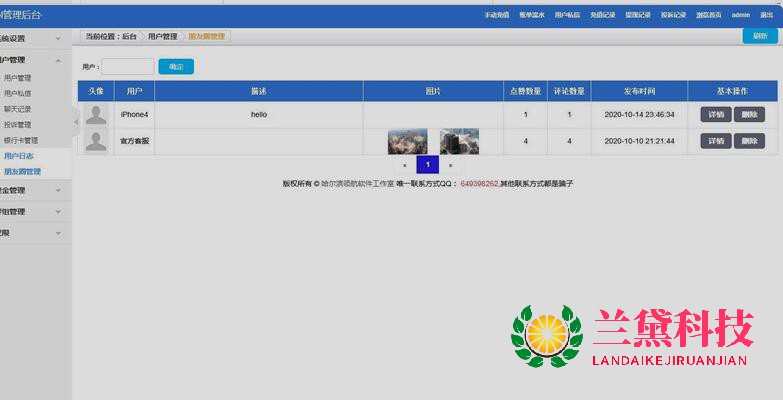 管理后台
手动充值 账单流水 用户私信 充值记录 提现记录 投诉记录 浏览首页 admin 退出
系统设置
当前位置：后台 用户管理 朋友圈管理 刷新
用户管理
用户管理
用户私信
聊天记录
投诉管理
银行卡管理
用户日志
朋友圈管理
资金管理
群组管理
权限
用户： 确定
头像 用户 描述 图片 点赞数量 评论数量 发布时间 基本操作
iPhone4 hello 1 1 2020-10-14 23:46:34 详情 删除
官方客服 4 4 2020-10-10 21:21:44 详情 删除
« 1 »
版权所有 © 哈尔滨领航软件工作室 唯一联系方式QQ： 649398262,其他联系方式都是骗子
兰黛科技
LANDAIKEJIRUANJIAN